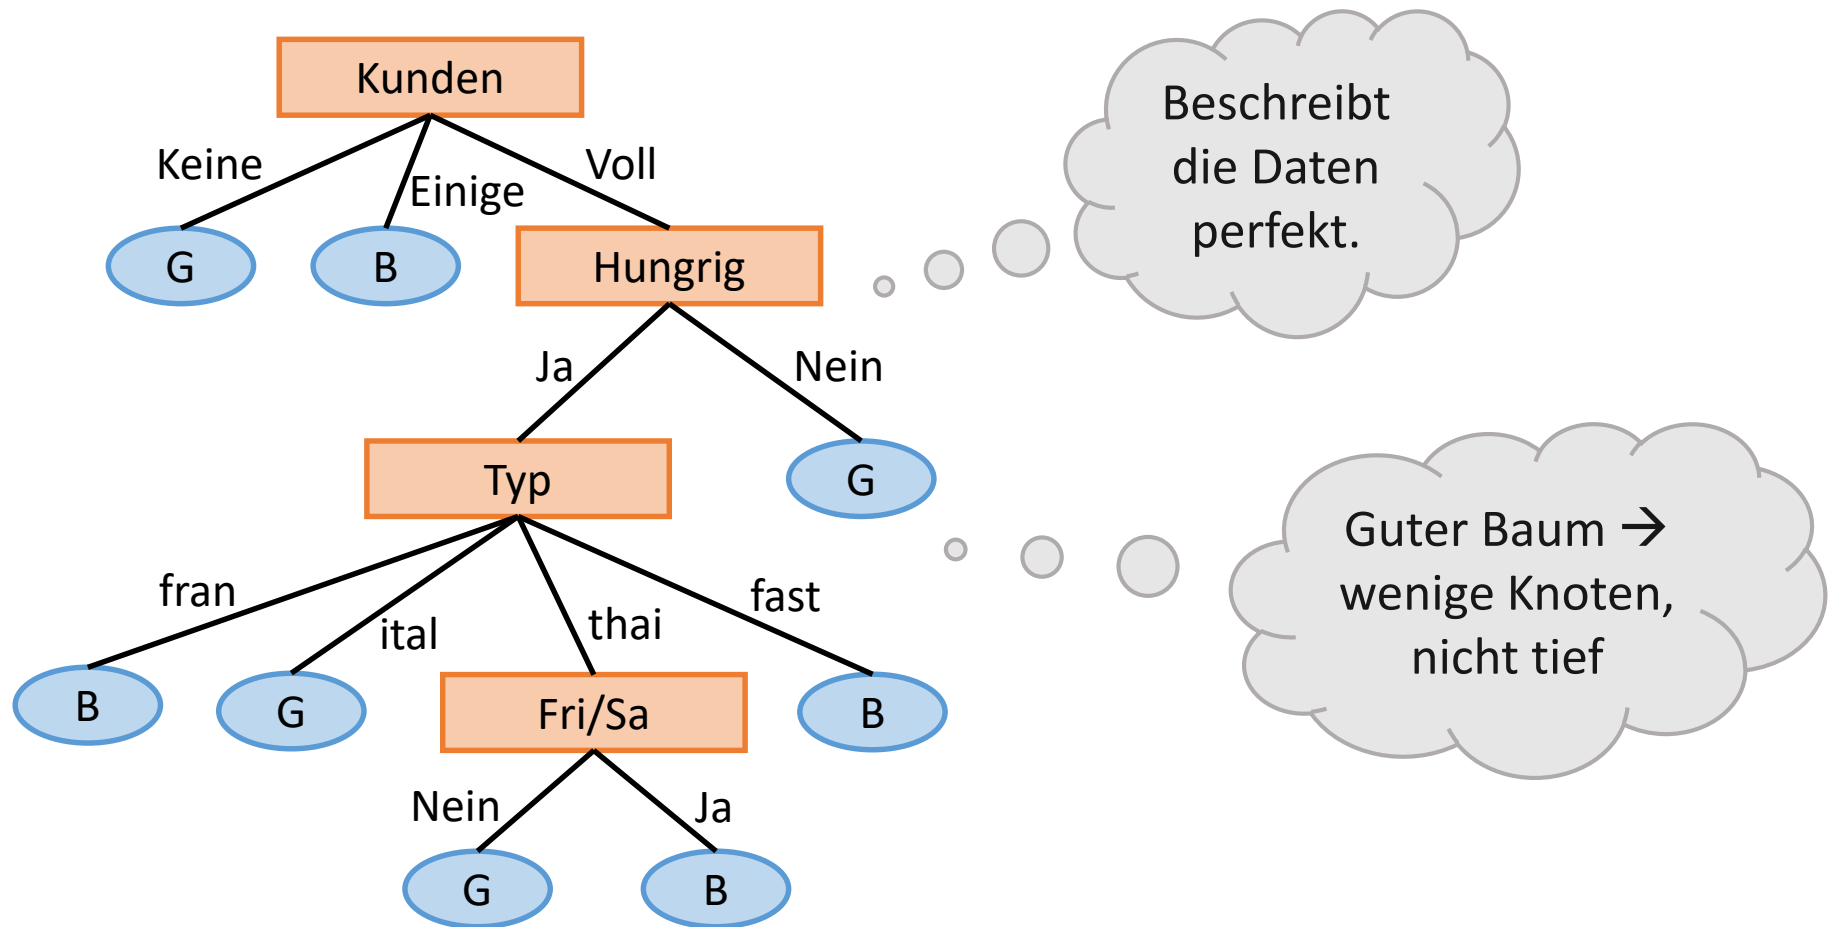 Kunden
Keine
Einige
Voll
G
B
Hungrig
Ja
Nein
Typ
G
fran
ital
thai
fast
B
G
Fri/Sa
B
Nein
Ja
G
B
Beschreibt
die Daten
perfekt.
Guter Baum →
wenige Knoten,
nicht tief